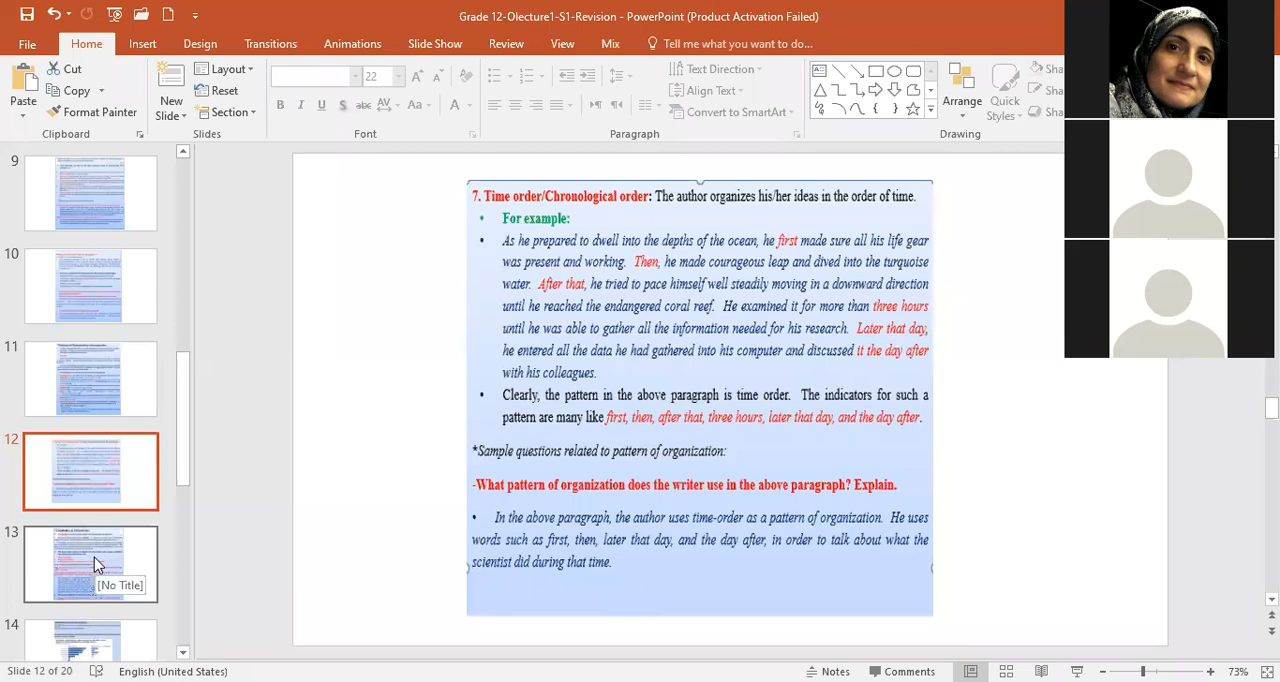 Grade 12-Olecture1-S1-Revision - PowerPoint (Product Activation Failed)
File Home Insert Design Transitions Animations Slide Show Review View Mix Tell me what you want to do...
Paste
Cut
Copy
Format Painter
Clipboard
New
Slide
Layout
Reset
Section
Slides
22
B I U S abc AV Aa A
Font
Text Direction
Align Text
Convert to SmartArt
Paragraph
Arrange
Quick
Styles
Sha
Sha
Sha
Drawing
9
10
11
12
13
[No Title]
14
7. Time order/Chronological order: The author organizes his/her ideas in the order of time.
• For example:
• As he prepared to dwell into the depths of the ocean, he first made sure all his life gear
was present and working. Then, he made courageous leap and dived into the turquoise
water. After that, he tried to pace himself well steadily moving in a downward direction
until he reached the endangered coral reef. He examined it for more than three hours
until he was able to gather all the information needed for his research. Later that day,
he entered all the data he had gathered into his computer and discussed it the day after
with his colleagues.
• Clearly, the pattern in the above paragraph is time order. The indicators for such a
pattern are many like first, then, after that, three hours, later that day, and the day after.
*Sample questions related to pattern of organization:
-What pattern of organization does the writer use in the above paragraph? Explain.
• In the above paragraph, the author uses time-order as a pattern of organization. He uses
words such as first, then, later that day, and the day after, in order to talk about what the
scientist did during that time.
Slide 12 of 20 English (United States) Notes Comments 73%